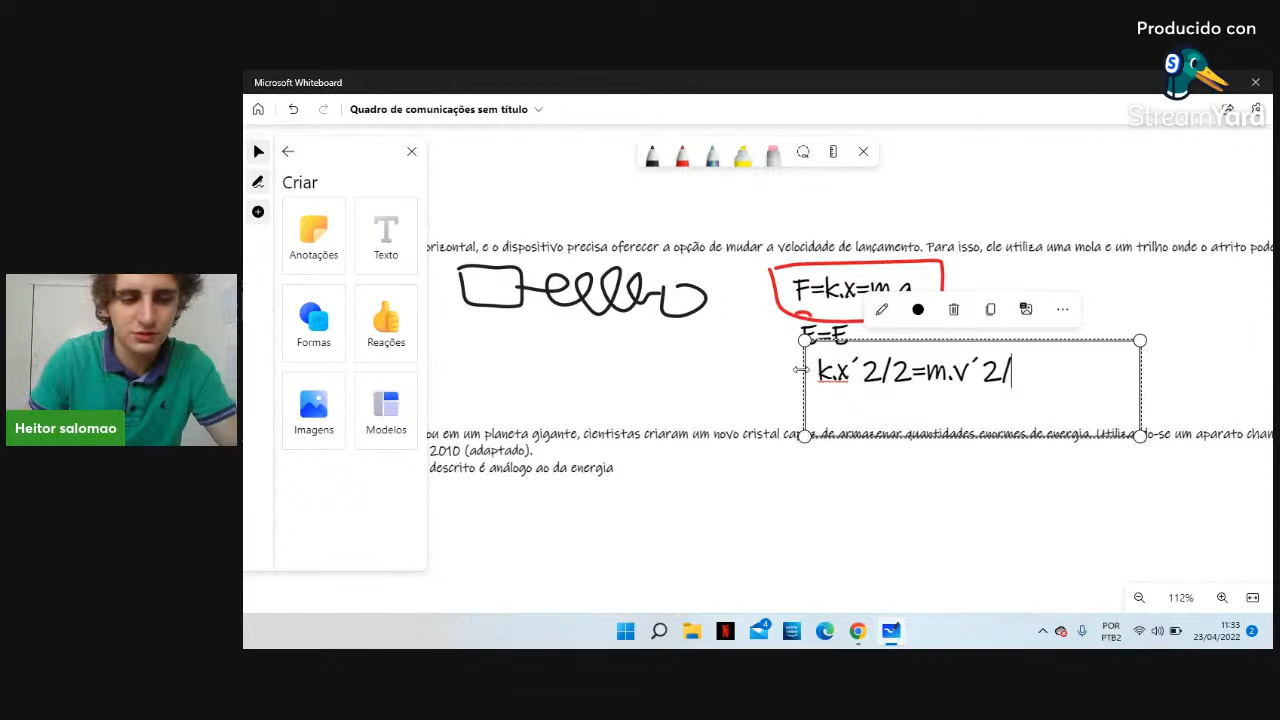 Producido con
StreamYard
Microsoft Whiteboard
Quadro de comunicações sem título
Criar
Anotações
Texto
Formas
Reações
Imagens
Modelos
orizontal, e o dispositivo precisa oferecer a opção de mudar a velocidade de lançamento. Para isso, ele utiliza uma mola e um trilho onde o atrito pode
F=k.x=m.a
E=E
k.x´2/2=m.v´2/
ou em um planeta gigante, cientistas criaram um novo cristal capaz de armazenar quantidades enormes de energia. Utilizando-se um aparato cham
2010 (adaptado).
descrito é análogo ao da energia
Heitor salomao
112%
4
POR
PTB2
11:33
23/04/2022
2